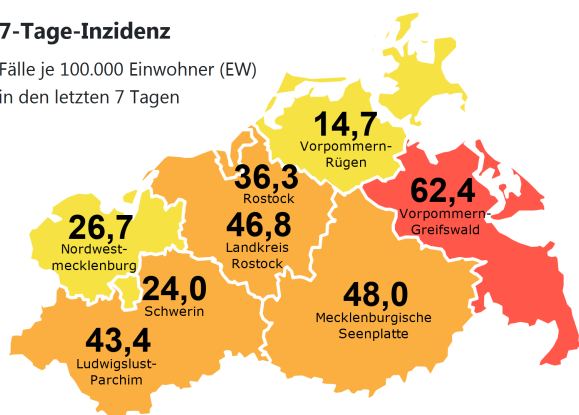 7-Tage-Inzidenz
Fälle je 100.000 Einwohner (EW)
in den letzten 7 Tagen
14,7
Vorpommern-
Rügen
36,3
Rostock
62,4
Vorpommern-
Greifswald
26,7
Nordwest-
mecklenburg
46,8
Landkreis
Rostock
24,0
Schwerin
48,0
Mecklenburgische
Seenplatte
43,4
Ludwigslust-
Parchim